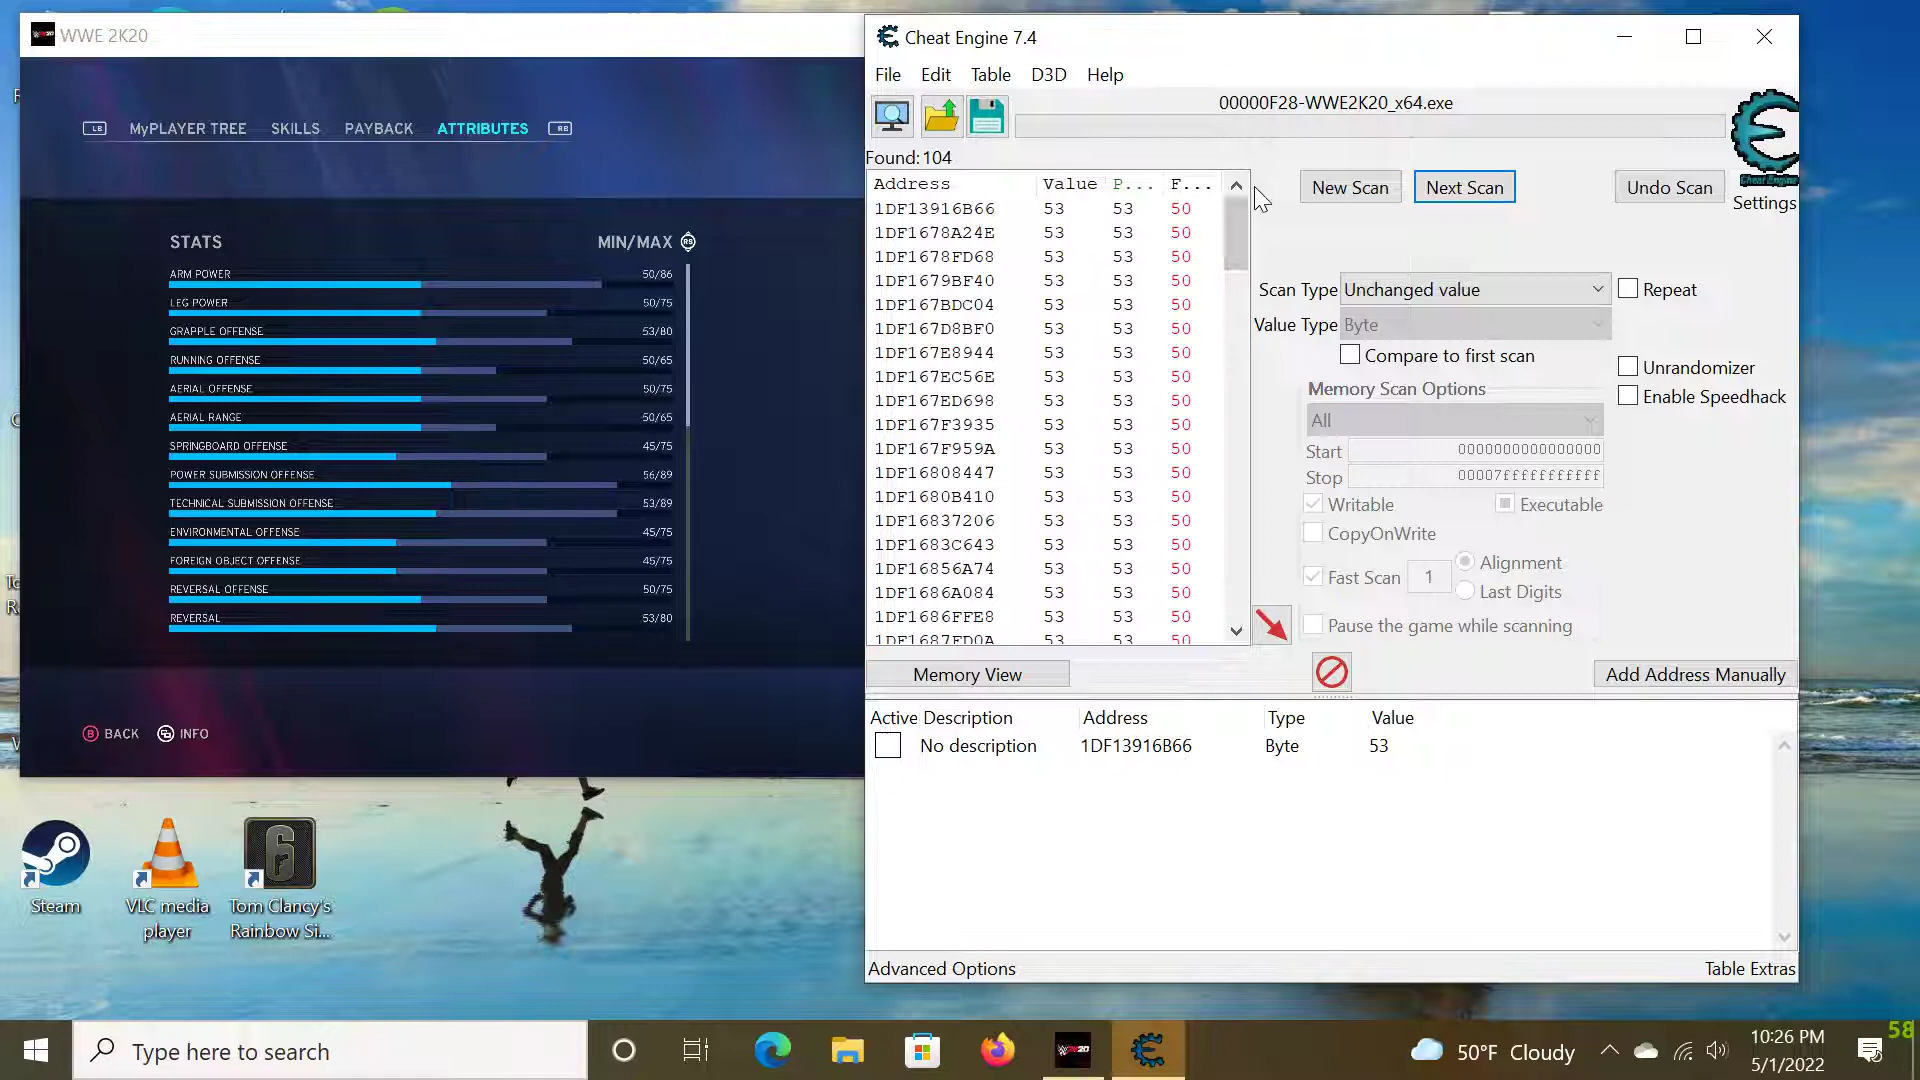 WWE 2K20
LB MyPLAYER TREE SKILLS PAYBACK ATTRIBUTES RB
STATS MIN/MAX RS
ARM POWER 50/86
LEG POWER 50/75
GRAPPLE OFFENSE 53/80
RUNNING OFFENSE 50/65
AERIAL OFFENSE 50/75
AERIAL RANGE 50/65
SPRINGBOARD OFFENSE 45/75
POWER SUBMISSION OFFENSE 56/89
TECHNICAL SUBMISSION OFFENSE 53/89
ENVIRONMENTAL OFFENSE 45/75
FOREIGN OBJECT OFFENSE 45/75
REVERSAL OFFENSE 50/75
REVERSAL 53/80
B BACK INFO
Cheat Engine 7.4
File Edit Table D3D Help
00000F28-WWE2K20_x64.exe
Found: 104
Address Value P... F...
1DF13916B66 53 53 50
1DF1678A24E 53 53 50
1DF1678FD68 53 53 50
1DF1679BF40 53 53 50
1DF167BDC04 53 53 50
1DF167D8BF0 53 53 50
1DF167E8944 53 53 50
1DF167EC56E 53 53 50
1DF167ED698 53 53 50
1DF167F3935 53 53 50
1DF167F959A 53 53 50
1DF16808447 53 53 50
1DF1680B410 53 53 50
1DF16837206 53 53 50
1DF1683C643 53 53 50
1DF16856A74 53 53 50
1DF1686A084 53 53 50
1DF1686FFE8 53 53 50
1DF1687FD0A 53 53 50
New Scan Next Scan Undo Scan
Cheat Engine
Settings
Scan Type Unchanged value Repeat
Value Type Byte
Compare to first scan
Unrandomizer
Enable Speedhack
Memory Scan Options
All
Start 0000000000000000
Stop 00007fffffffffff
Writable Executable
CopyOnWrite
Fast Scan 1 Alignment
Last Digits
Pause the game while scanning
Memory View Add Address Manually
Active Description Address Type Value
No description 1DF13916B66 Byte 53
Advanced Options Table Extras
Steam
VLC media
player
Tom Clancy's
Rainbow Si...
Type here to search
50°F Cloudy
10:26 PM
5/1/2022
58